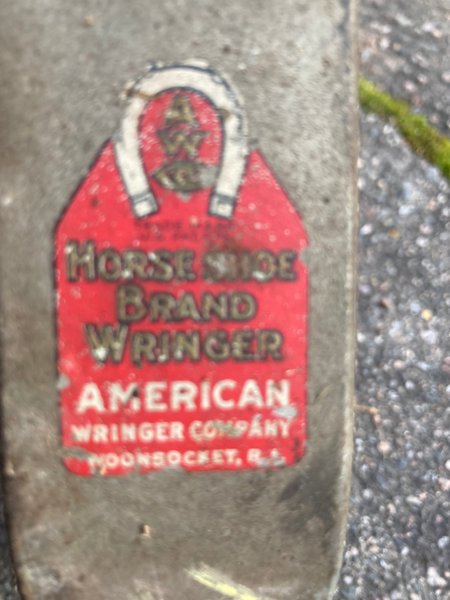 A
W
Co
HORSE SHOE
BRAND
WRINGER
AMERICAN
WRINGER COMPANY
WOONSOCKET, R.I.